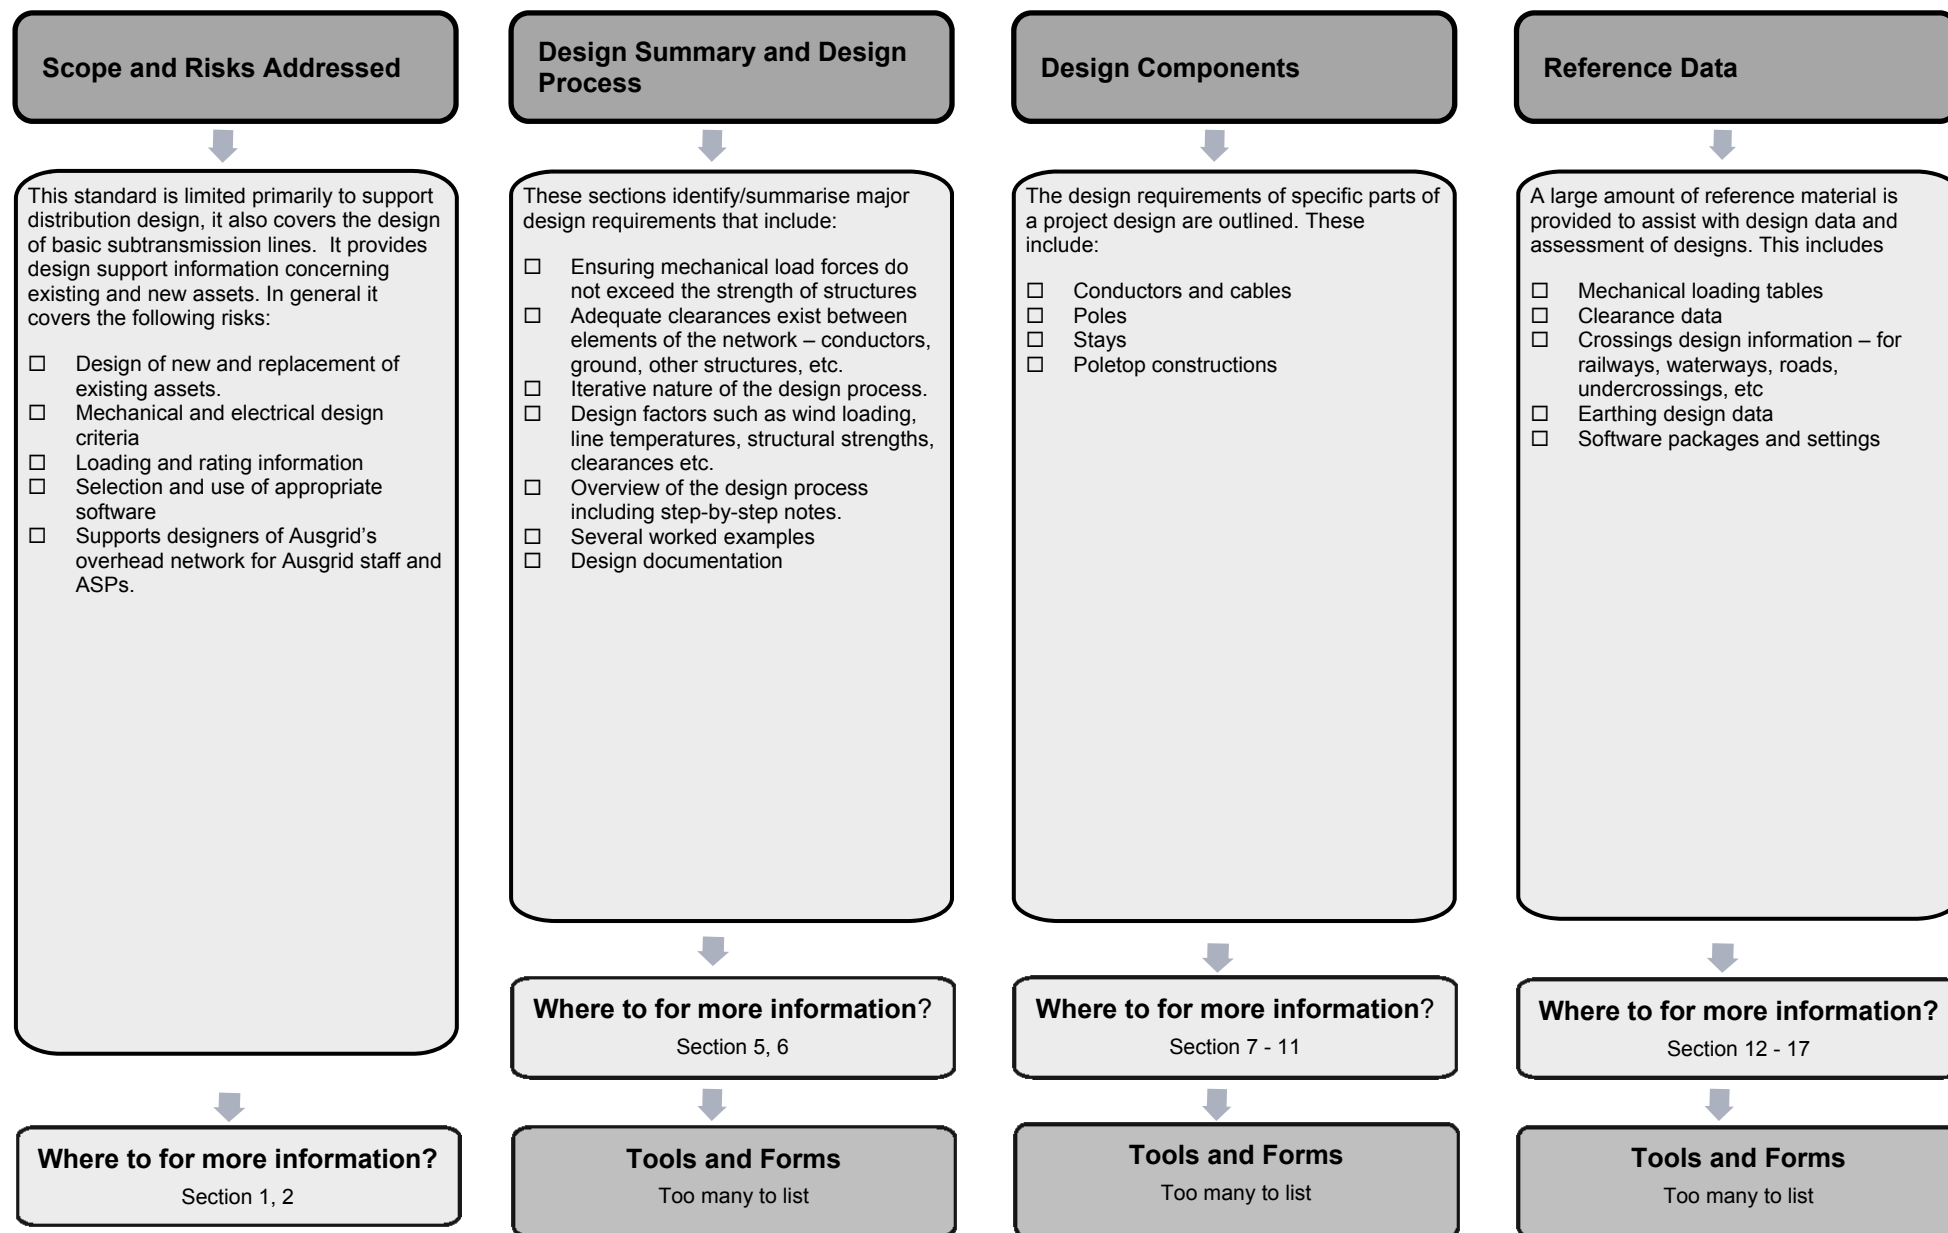 Scope and Risks Addressed
This standard is limited primarily to support
distribution design, it also covers the design
of basic subtransmission lines.  It provides
design support information concerning
existing and new assets. In general it
covers the following risks:
☐ Design of new and replacement of
existing assets.
☐ Mechanical and electrical design
criteria
☐ Loading and rating information
☐ Selection and use of appropriate
software
☐ Supports designers of Ausgrid’s
overhead network for Ausgrid staff and
ASPs.
Where to for more information?
Section 1, 2
Design Summary and Design
Process
These sections identify/summarise major
design requirements that include:
☐ Ensuring mechanical load forces do
not exceed the strength of structures
☐ Adequate clearances exist between
elements of the network – conductors,
ground, other structures, etc.
☐ Iterative nature of the design process.
☐ Design factors such as wind loading,
line temperatures, structural strengths,
clearances etc.
☐ Overview of the design process
including step-by-step notes.
☐ Several worked examples
☐ Design documentation
Where to for more information?
Section 5, 6
Tools and Forms
Too many to list
Design Components
The design requirements of specific parts of
a project design are outlined. These
include:
☐ Conductors and cables
☐ Poles
☐ Stays
☐ Poletop constructions
Where to for more information?
Section 7 - 11
Tools and Forms
Too many to list
Reference Data
A large amount of reference material is
provided to assist with design data and
assessment of designs. This includes
☐ Mechanical loading tables
☐ Clearance data
☐ Crossings design information – for
railways, waterways, roads,
undercrossings, etc
☐ Earthing design data
☐ Software packages and settings
Where to for more information?
Section 12 - 17
Tools and Forms
Too many to list